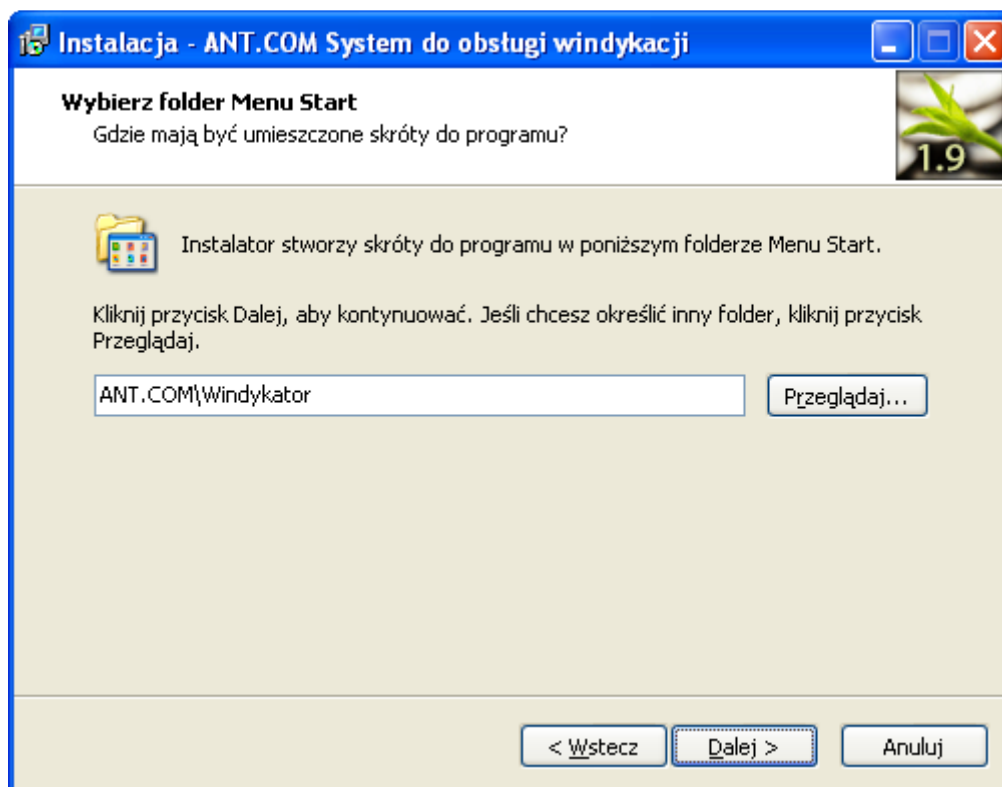 Instalacja - ANT.COM System do obsługi windykacji
Wybierz folder Menu Start
Gdzie mają być umieszczone skróty do programu?
1.9
Instalator stworzy skróty do programu w poniższym folderze Menu Start.
Kliknij przycisk Dalej, aby kontynuować. Jeśli chcesz określić inny folder, kliknij przycisk
Przeglądaj.
ANT.COM\Windykator
Przeglądaj...
< Wstecz
Dalej >
Anuluj